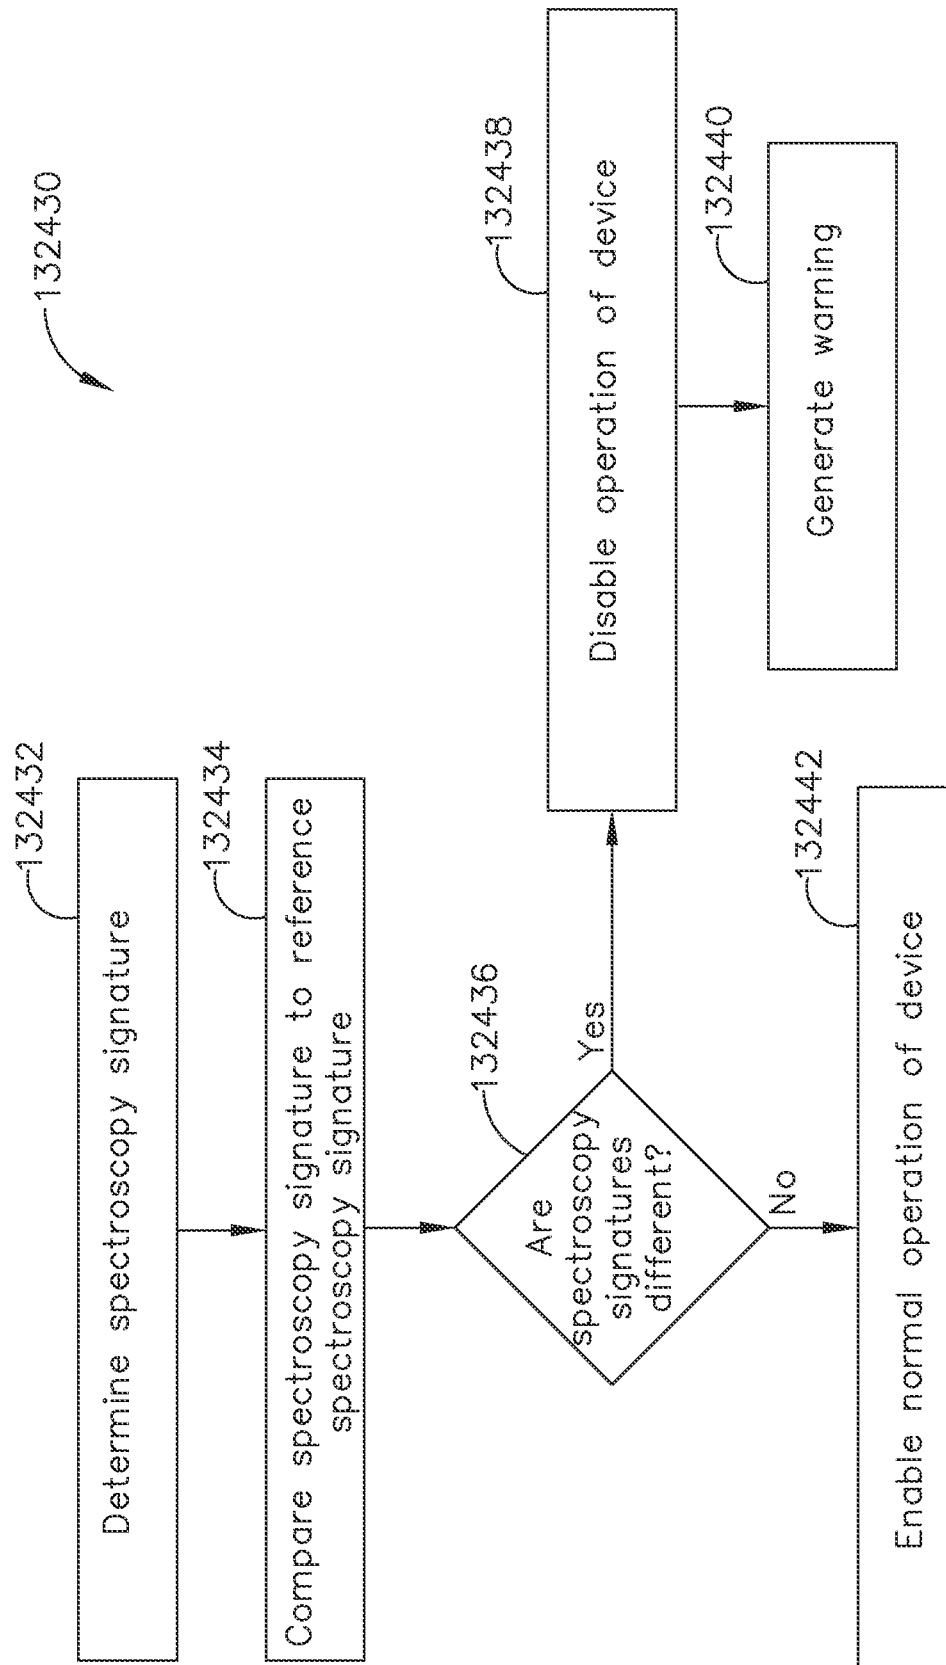 132430
132432
Determine spectroscopy signature
132434
Compare spectroscopy signature to reference
spectroscopy signature
132436
Are
spectroscopy
signatures
different?
Yes
No
132438
Disable operation of device
132440
Generate warning
132442
Enable normal operation of device